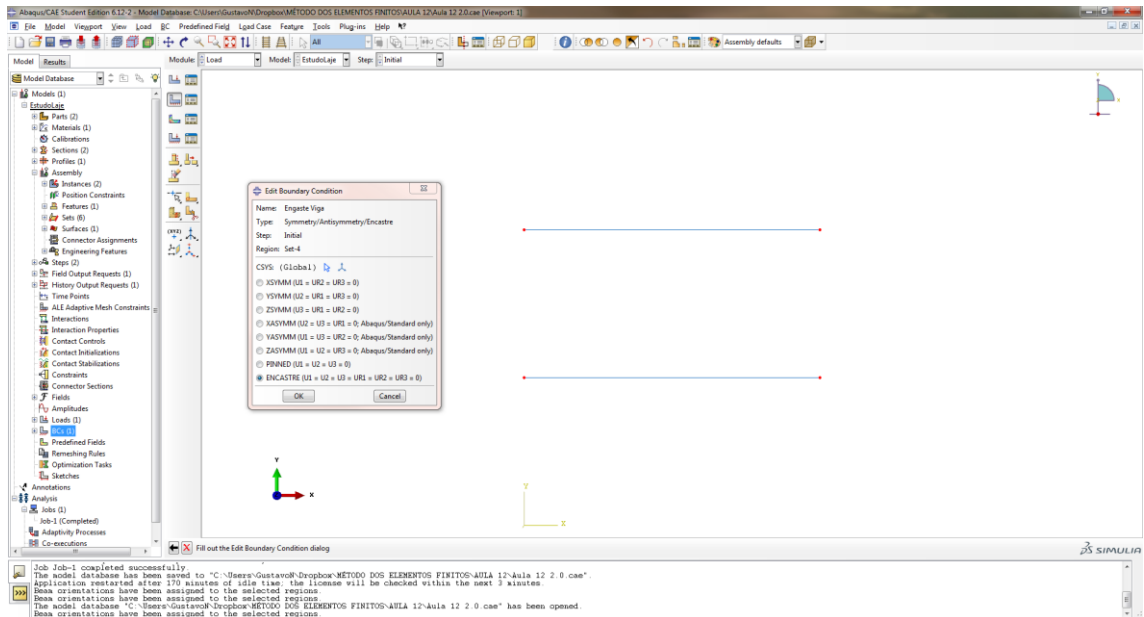 Abaqus/CAE Student Edition 6.12-2 - Model Database: C:\Users\GustavoN\Dropbox\MÉTODO DOS ELEMENTOS FINITOS\AULA 12\Aula 12 2.0.cae [Viewport: 1]
File Model Viewport View Load BC Predefined Field Load Case Feature Tools Plug-ins Help
All
Assembly defaults
Model Results
Module: Load Model: EstudoLaje Step: Initial
Model Database
Models (1)
EstudoLaje
Parts (2)
Materials (1)
Calibrations
Sections (2)
Profiles (1)
Assembly
Instances (2)
Position Constraints
Features (1)
Sets (6)
Surfaces (1)
Connector Assignments
Engineering Features
Steps (2)
Field Output Requests (1)
History Output Requests (1)
Time Points
ALE Adaptive Mesh Constraints
Interactions
Interaction Properties
Contact Controls
Contact Initializations
Contact Stabilizations
Constraints
Connector Sections
Fields
Amplitudes
Loads (1)
BCs (1)
Predefined Fields
Remeshing Rules
Optimization Tasks
Sketches
Annotations
Analysis
Jobs (1)
Job-1 (Completed)
Adaptivity Processes
Co-executions
(XYZ)
Edit Boundary Condition
Name: Engaste Viga
Type: Symmetry/Antisymmetry/Encastre
Step: Initial
Region: Set-4
CSYS: (Global)
XSYMM (U1 = UR2 = UR3 = 0)
YSYMM (U2 = UR1 = UR3 = 0)
ZSYMM (U3 = UR1 = UR2 = 0)
XASYMM (U2 = U3 = UR1 = 0; Abaqus/Standard only)
YASYMM (U1 = U3 = UR2 = 0; Abaqus/Standard only)
ZASYMM (U1 = U2 = UR3 = 0; Abaqus/Standard only)
PINNED (U1 = U2 = U3 = 0)
ENCASTRE (U1 = U2 = U3 = UR1 = UR2 = UR3 = 0)
OK Cancel
Y
X
Y
X
Fill out the Edit Boundary Condition dialog
SIMULIA
Job Job-1 completed successfully.
The model database has been saved to "C:\Users\GustavoN\Dropbox\MÉTODO DOS ELEMENTOS FINITOS\AULA 12\Aula 12 2.0.cae".
Application restarted after 170 minutes of idle time; the license will be checked within the next 3 minutes.
Beam orientations have been assigned to the selected regions.
Beam orientations have been assigned to the selected regions.
The model database "C:\Users\GustavoN\Dropbox\MÉTODO DOS ELEMENTOS FINITOS\AULA 12\Aula 12 2.0.cae" has been opened.
Beam orientations have been assigned to the selected regions.